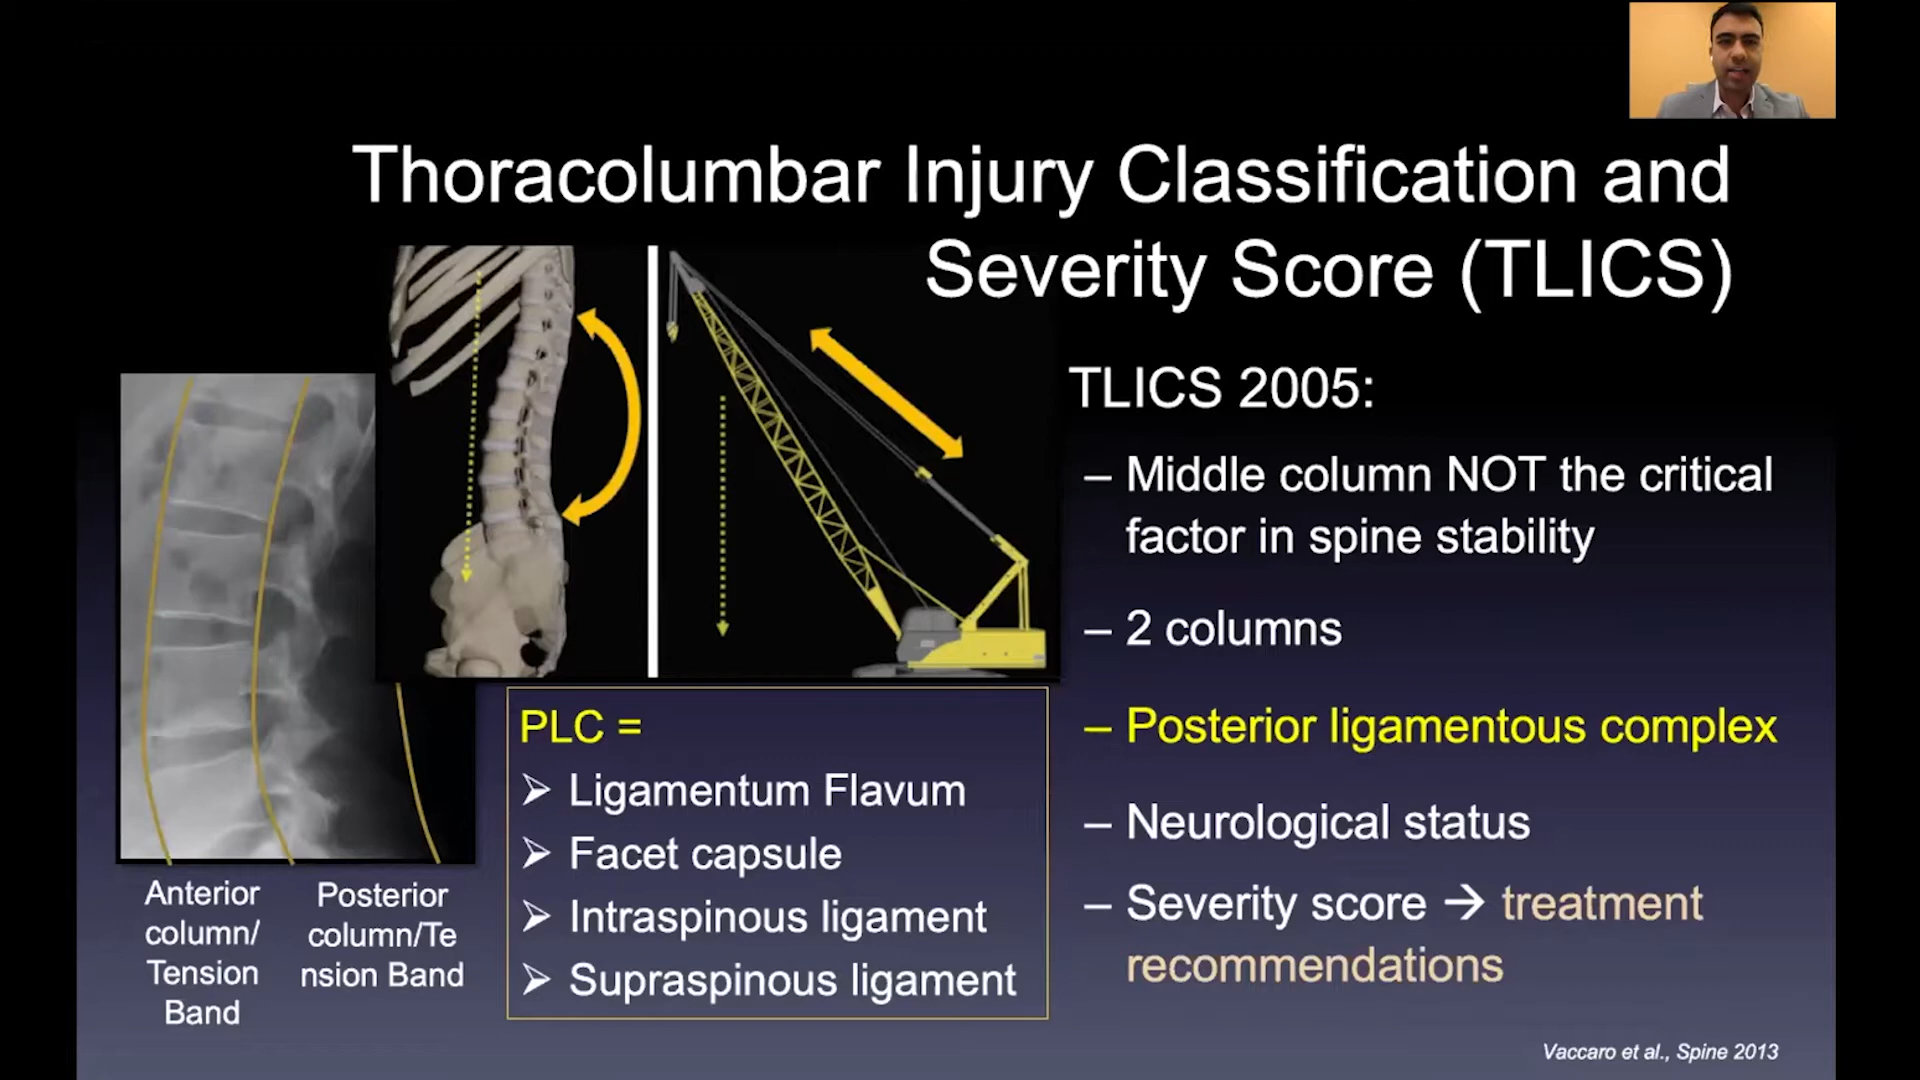 Thoracolumbar Injury Classification and
Severity Score (TLICS)
TLICS 2005:
– Middle column NOT the critical
factor in spine stability
– 2 columns
– Posterior ligamentous complex
– Neurological status
– Severity score → treatment
recommendations
PLC =
➢ Ligamentum Flavum
➢ Facet capsule
➢ Intraspinous ligament
➢ Supraspinous ligament
Anterior
column/
Tension
Band
Posterior
column/Te
nsion Band
Vaccaro et al., Spine 2013